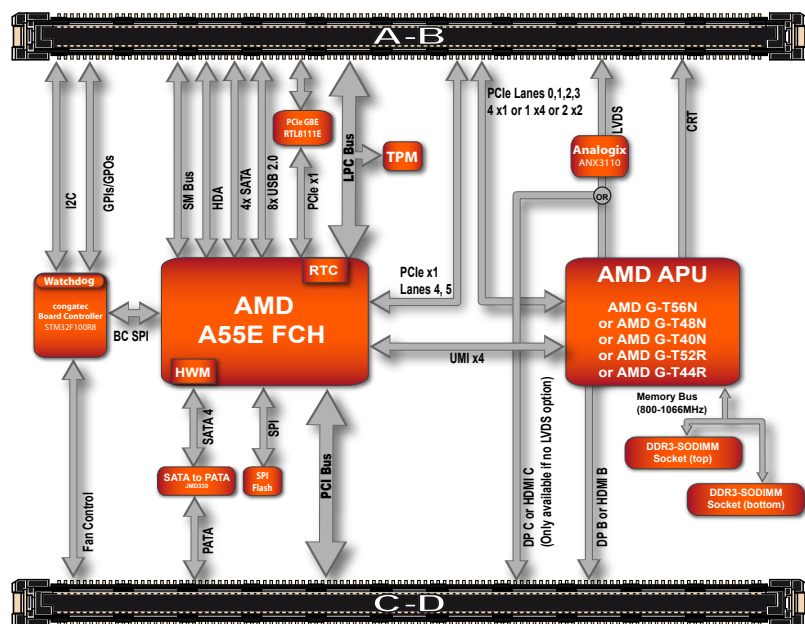 A-B
PCIe Lanes 0,1,2,3
4 x1 or 1 x4 or 2 x2
LVDS
CRT
PCIe GBE
RTL8111E
Analogix
ANX3110
TPM
I2C
GPIs/GPOs
SM Bus
HDA
4x SATA
8x USB 2.0
PCIe x1
LPC Bus
OR
Watchdog
congatec
Board Controller
STM32F100R8
BC SPI
RTC
AMD
A55E FCH
HWM
PCIe x1
Lanes 4, 5
UMI x4
AMD APU
AMD G-T56N
or AMD G-T48N
or AMD G-T40N
or AMD G-T52R
or AMD G-T44R
Memory Bus
(800-1066MHz)
DDR3-SODIMM
Socket (top)
DDR3-SODIMM
Socket (bottom)
SATA 4
SPI
SATA to PATA
JMD330
SPI
Flash
PCI Bus
Fan Control
PATA
DP C or HDMI C
(Only available if no LVDS option)
DP B or HDMI B
C-D